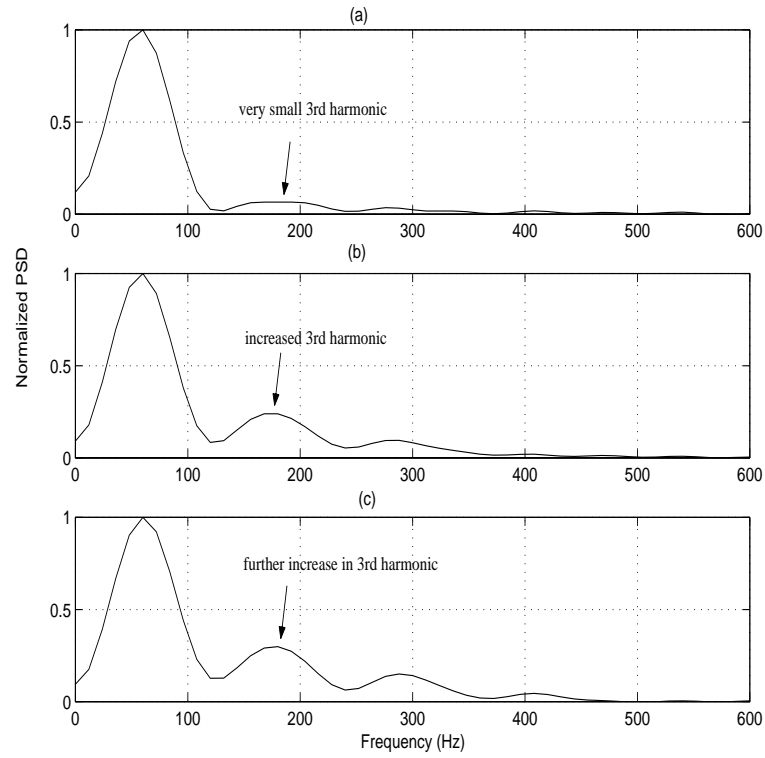 (a)
1
0.5
0
very small 3rd harmonic
0 100 200 300 400 500 600
(b)
Normalized PSD
1
0.5
0
increased 3rd harmonic
0 100 200 300 400 500 600
(c)
1
0.5
0
further increase in 3rd harmonic
0 100 200 300 400 500 600
Frequency (Hz)